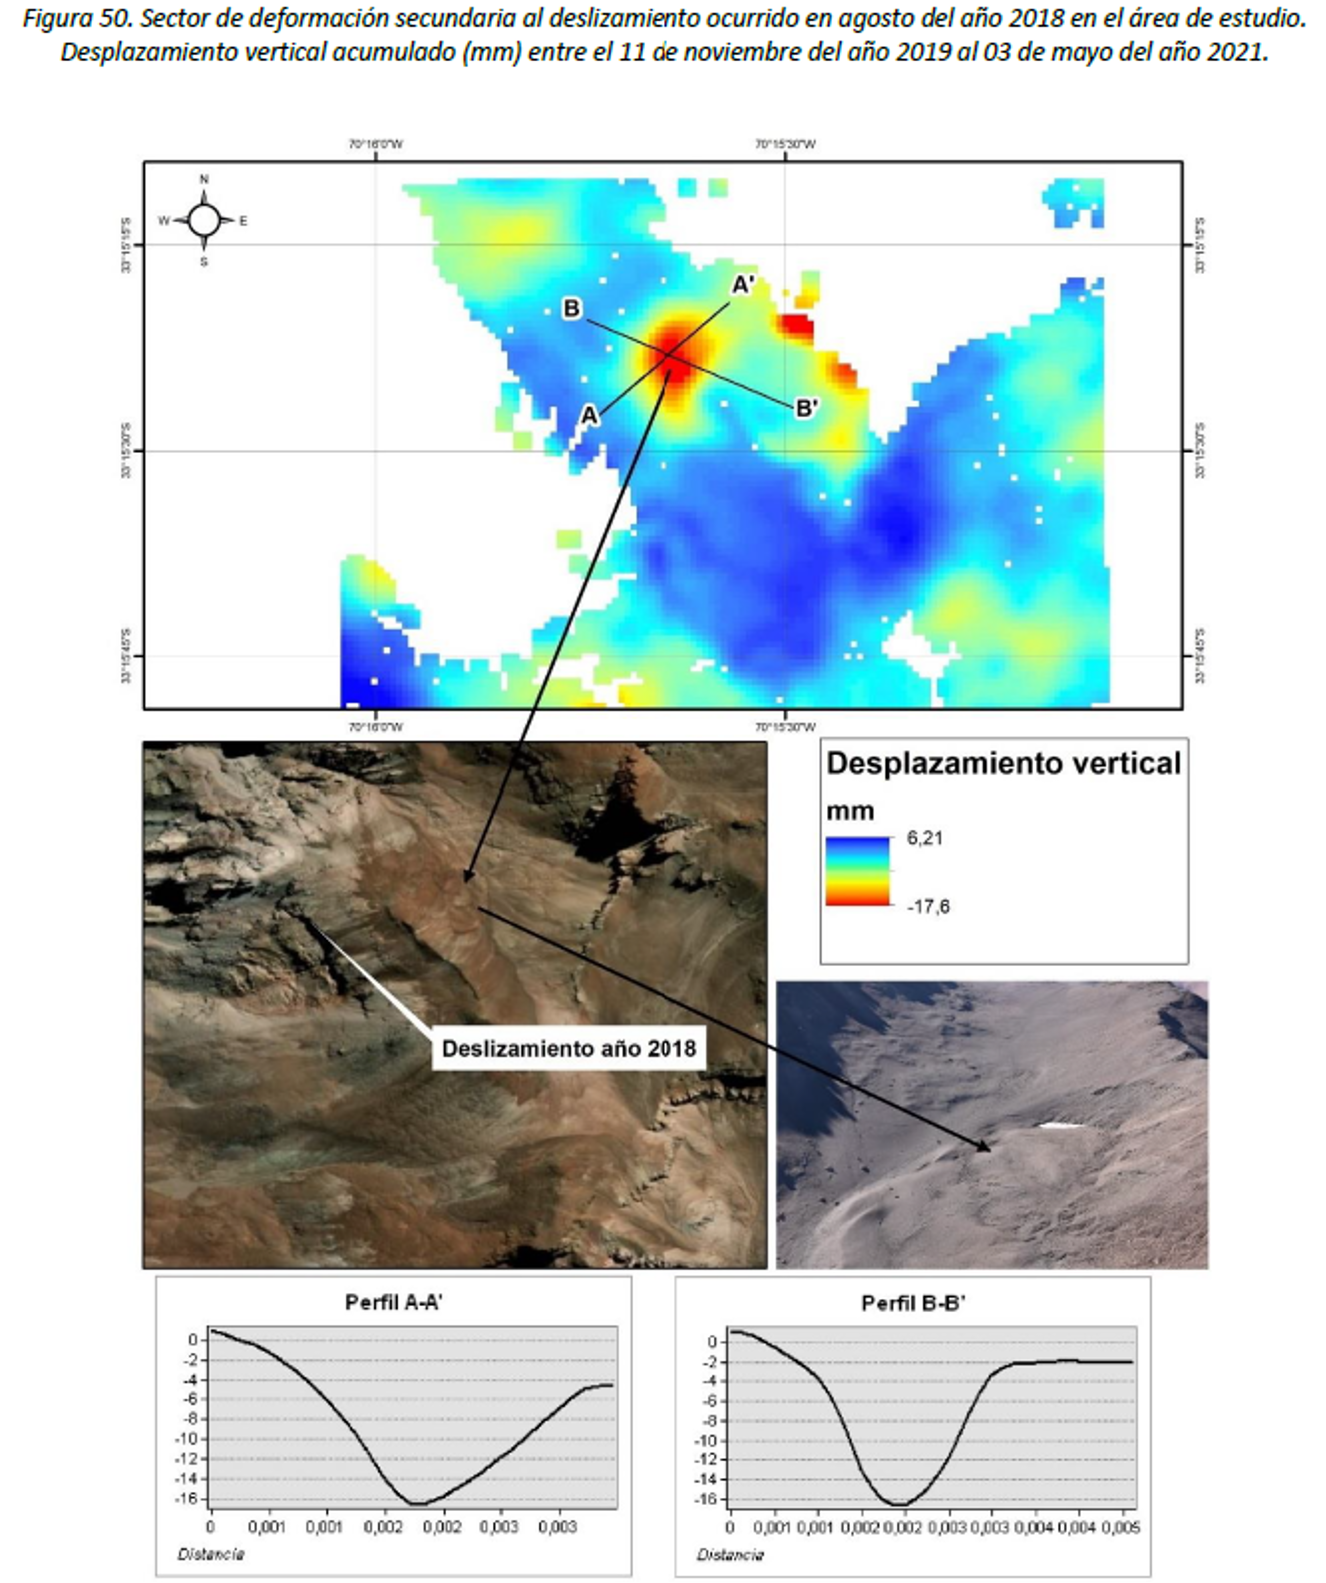 Figura 50. Sector de deformación secundaria al deslizamiento ocurrido en agosto del año 2018 en el área de estudio.
Desplazamiento vertical acumulado (mm) entre el 11 de noviembre del año 2019 al 03 de mayo del año 2021.
70°16'0"W 70°15'30"W
N
W E
S
33°15'15"S 33°15'15"S
A'
B
A
B'
33°15'30"S 33°15'30"S
33°15'45"S 33°15'45"S
70°16'0"W 70°15'30"W
Desplazamiento vertical
mm
6,21
-17,6
Deslizamiento año 2018
Perfil A-A'
0
-2
-4
-6
-8
-10
-12
-14
-16
0 0,001 0,001 0,002 0,002 0,003 0,003
Distancia
Perfil B-B'
0
-2
-4
-6
-8
-10
-12
-14
-16
0 0,001 0,001 0,002 0,002 0,003 0,003 0,004 0,004 0,005
Distancia